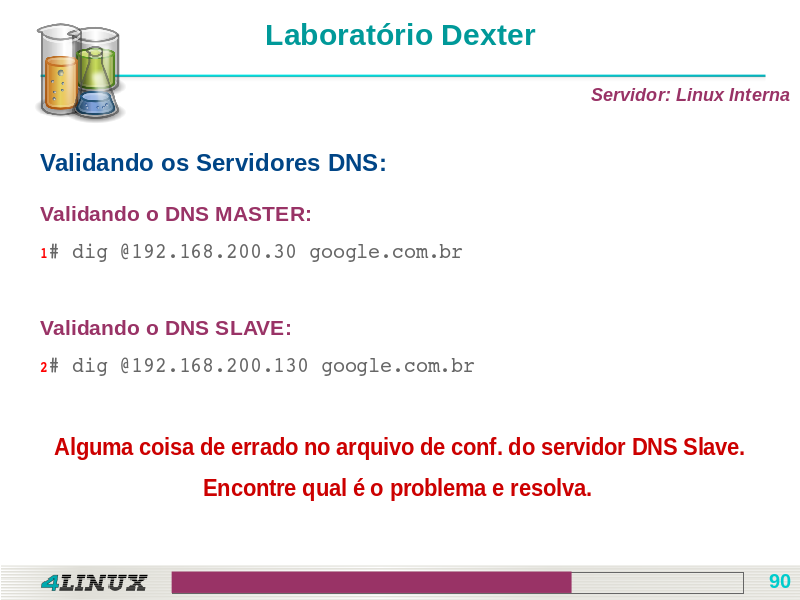 Laboratório Dexter
Servidor: Linux Interna
Validando os Servidores DNS:
Validando o DNS MASTER:
1# dig @192.168.200.30 google.com.br
Validando o DNS SLAVE:
2# dig @192.168.200.130 google.com.br
Alguma coisa de errado no arquivo de conf. do servidor DNS Slave.
Encontre qual é o problema e resolva.
4LINUX
90